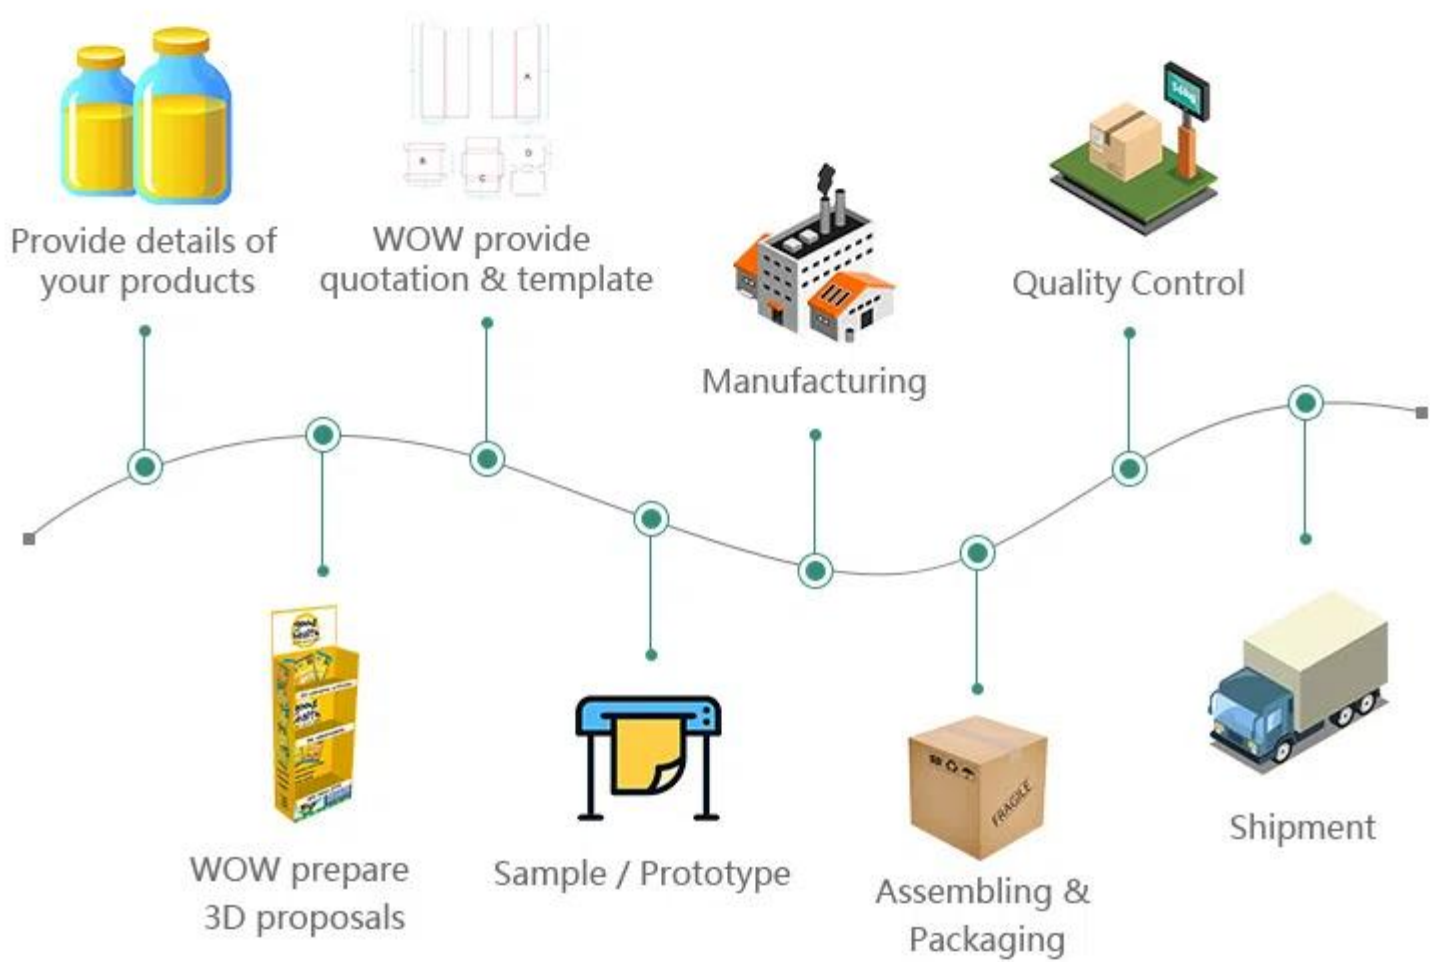 Provide details of
your products
WOW prepare
3D proposals
A
B
C
D
WOW provide
quotation & template
Sample / Prototype
Manufacturing
FRAGILE
Assembling &
Packaging
Quality Control
Shipment